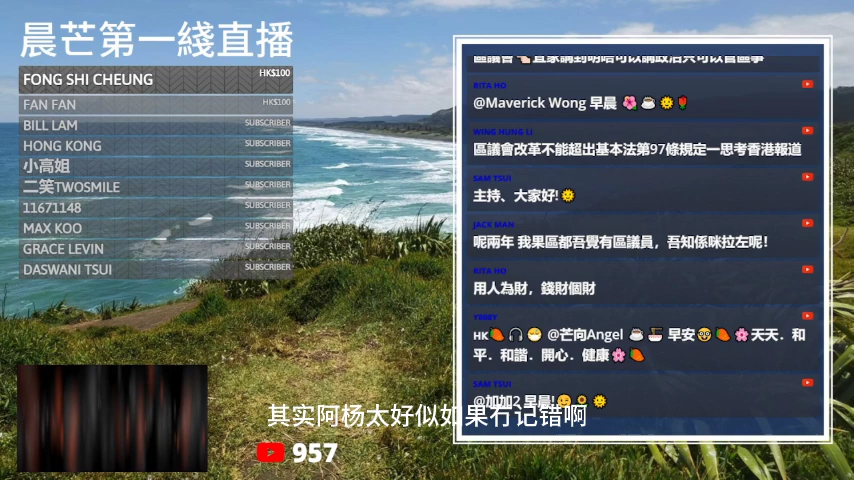 晨芒第一綫直播
FONG SHI CHEUNG HK$100
FAN FAN HK$100
BILL LAM SUBSCRIBER
HONG KONG SUBSCRIBER
小高姐 SUBSCRIBER
二笑TWOSMILE SUBSCRIBER
11671148 SUBSCRIBER
MAX KOO SUBSCRIBER
GRACE LEVIN SUBSCRIBER
DASWANI TSUI SUBSCRIBER
RITA HO
@Maverick Wong 早晨 🌺☕🌞🌹
WING HUNG LI
區議會改革不能超出基本法第97條規定一思考香港報道
SAM TSUI
主持、大家好!🌞
JACK MAN
呢兩年 我果區都吾覺有區議員，吾知係咪拉左呢！
RITA HO
用人為財，錢財個財
HK🥕🎧😷 @芒向Angel ☕🍜 早安🤓🥕🌸天天．和
平．和諧．開心．健康🌸🥕
SAM TSUI
@加加2 早晨!😊🌻🌞
其实阿杨太好似如果冇记错啊
957